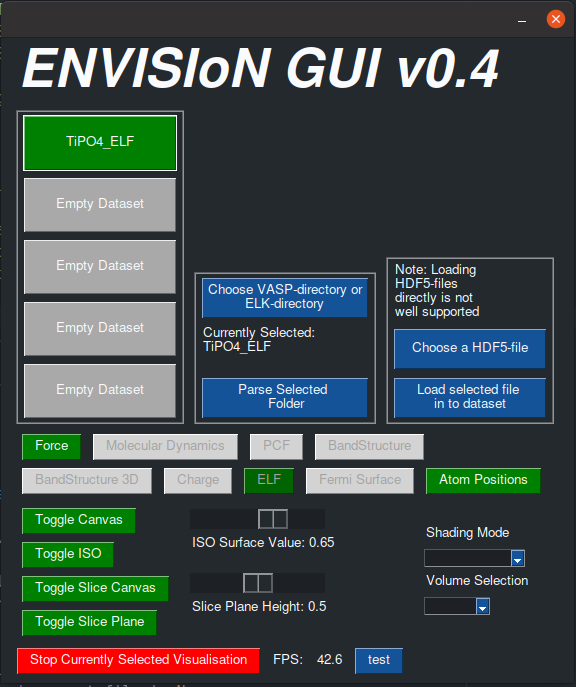 ENVISIoN GUI v0.4
TiPO4_ELF
Empty Dataset
Empty Dataset
Empty Dataset
Empty Dataset
Choose VASP-directory or
ELK-directory
Currently Selected:
TiPO4_ELF
Parse Selected
Folder
Note: Loading
HDF5-files
directly is not
well supported
Choose a HDF5-file
Load selected file
in to dataset
Force
Molecular Dynamics
PCF
BandStructure
BandStructure 3D
Charge
ELF
Fermi Surface
Atom Positions
Toggle Canvas
Toggle ISO
Toggle Slice Canvas
Toggle Slice Plane
ISO Surface Value: 0.65
Slice Plane Height: 0.5
Shading Mode
Volume Selection
Stop Currently Selected Visualisation
FPS: 42.6
test